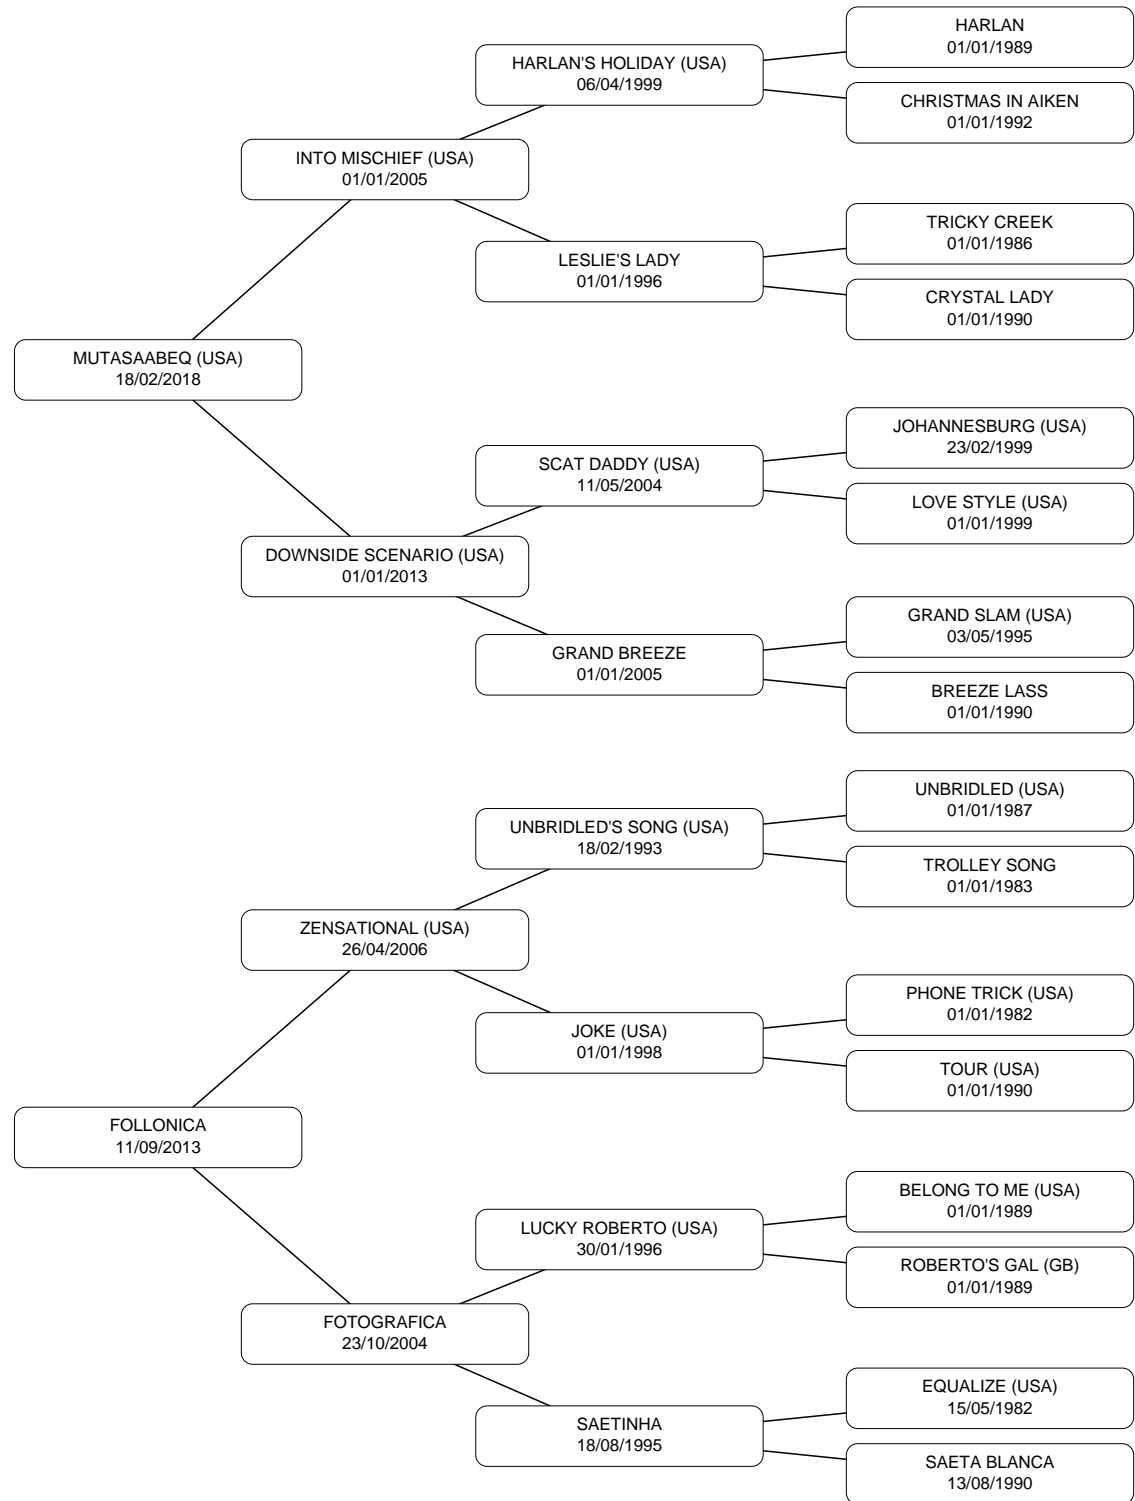 HARLAN
01/01/1989
HARLAN'S HOLIDAY (USA)
06/04/1999
CHRISTMAS IN AIKEN
01/01/1992
INTO MISCHIEF (USA)
01/01/2005
TRICKY CREEK
01/01/1986
LESLIE'S LADY
01/01/1996
CRYSTAL LADY
01/01/1990
MUTASAABEQ (USA)
18/02/2018
JOHANNESBURG (USA)
23/02/1999
SCAT DADDY (USA)
11/05/2004
LOVE STYLE (USA)
01/01/1999
DOWNSIDE SCENARIO (USA)
01/01/2013
GRAND SLAM (USA)
03/05/1995
GRAND BREEZE
01/01/2005
BREEZE LASS
01/01/1990
UNBRIDLED (USA)
01/01/1987
UNBRIDLED'S SONG (USA)
18/02/1993
TROLLEY SONG
01/01/1983
ZENSATIONAL (USA)
26/04/2006
PHONE TRICK (USA)
01/01/1982
JOKE (USA)
01/01/1998
TOUR (USA)
01/01/1990
FOLLONICA
11/09/2013
BELONG TO ME (USA)
01/01/1989
LUCKY ROBERTO (USA)
30/01/1996
ROBERTO'S GAL (GB)
01/01/1989
FOTOGRAFICA
23/10/2004
EQUALIZE (USA)
15/05/1982
SAETINHA
18/08/1995
SAETA BLANCA
13/08/1990